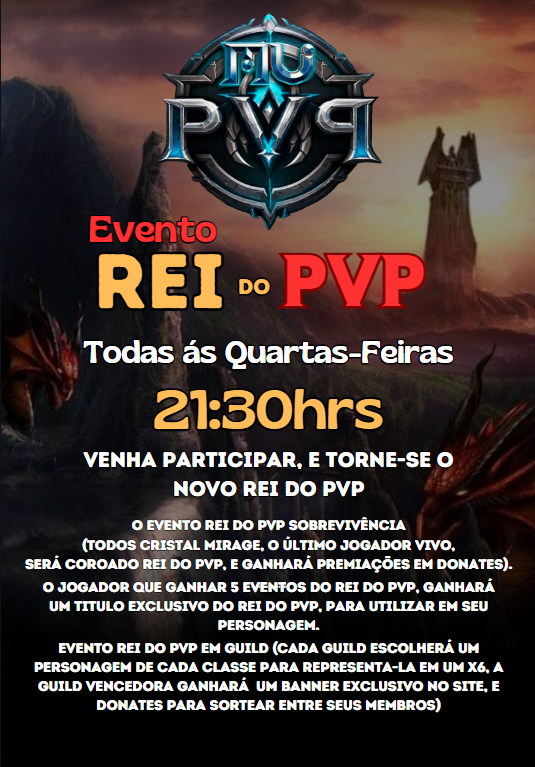 MU
PVP
Evento
REI DO PVP
Todas ás Quartas-Feiras
21:30hrs
VENHA PARTICIPAR, E TORNE-SE O
NOVO REI DO PVP
O EVENTO REI DO PVP SOBREVIVÊNCIA
(TODOS CRISTAL MIRAGE, O ÚLTIMO JOGADOR VIVO,
SERÁ COROADO REI DO PVP, E GANHARÁ PREMIAÇÕES EM DONATES).
O JOGADOR QUE GANHAR 5 EVENTOS DO REI DO PVP, GANHARÁ
UM TITULO EXCLUSIVO DO REI DO PVP, PARA UTILIZAR EM SEU
PERSONAGEM.
EVENTO REI DO PVP EM GUILD (CADA GUILD ESCOLHERÁ UM
PERSONAGEM DE CADA CLASSE PARA REPRESENTA-LA EM UM X6, A
GUILD VENCEDORA GANHARÁ UM BANNER EXCLUSIVO NO SITE, E
DONATES PARA SORTEAR ENTRE SEUS MEMBROS)